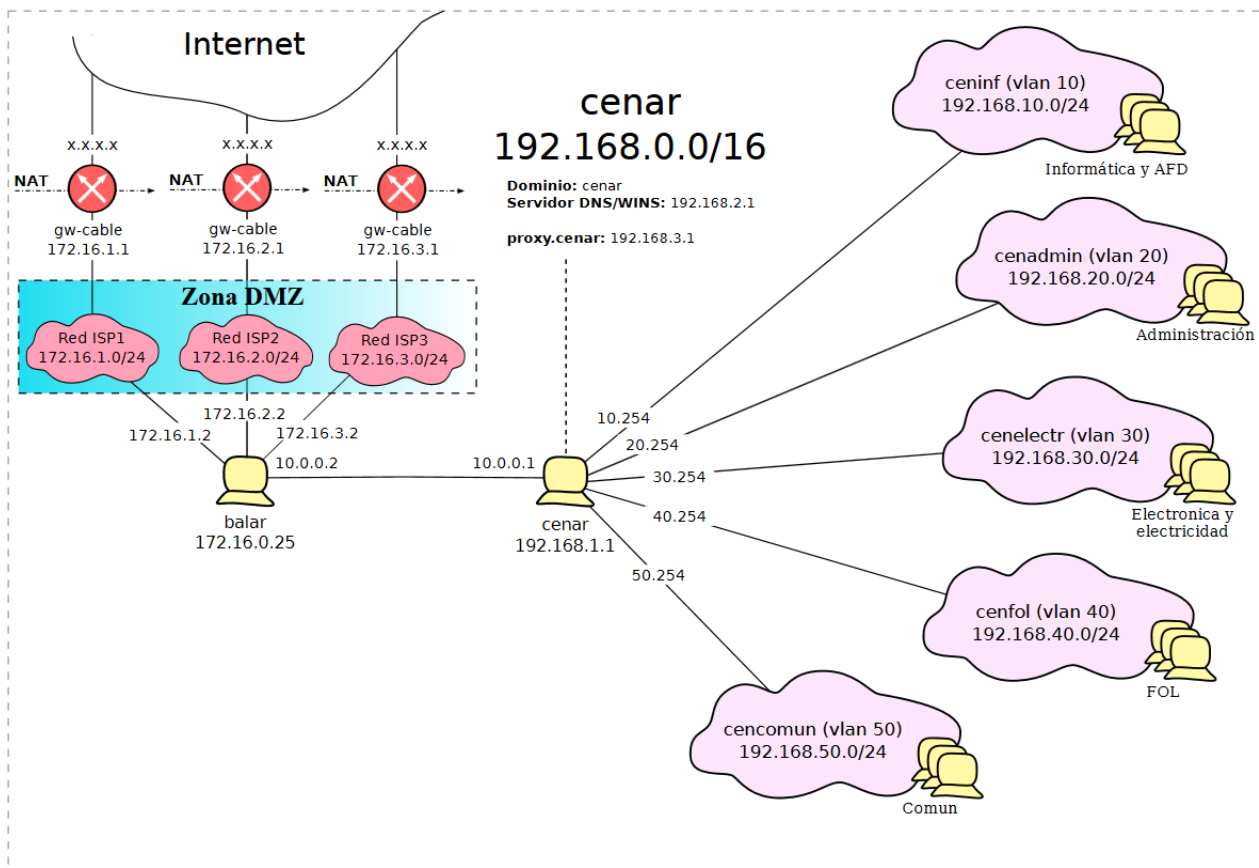 Internet
x.x.x.x
x.x.x.x
x.x.x.x
NAT
NAT
NAT
gw-cable
172.16.1.1
gw-cable
172.16.2.1
gw-cable
172.16.3.1
Zona DMZ
Red ISP1
172.16.1.0/24
Red ISP2
172.16.2.0/24
Red ISP3
172.16.3.0/24
172.16.1.2
172.16.2.2
172.16.3.2
10.0.0.2
balar
172.16.0.25
cenar
192.168.0.0/16
Dominio: cenar
Servidor DNS/WINS: 192.168.2.1
proxy.cenar: 192.168.3.1
10.0.0.1
cenar
192.168.1.1
10.254
20.254
30.254
40.254
50.254
ceninf (vlan 10)
192.168.10.0/24
Informática y AFD
cenadmin (vlan 20)
192.168.20.0/24
Administración
cenelectr (vlan 30)
192.168.30.0/24
Electronica y
electricidad
cenfol (vlan 40)
192.168.40.0/24
FOL
cencomun (vlan 50)
192.168.50.0/24
Comun